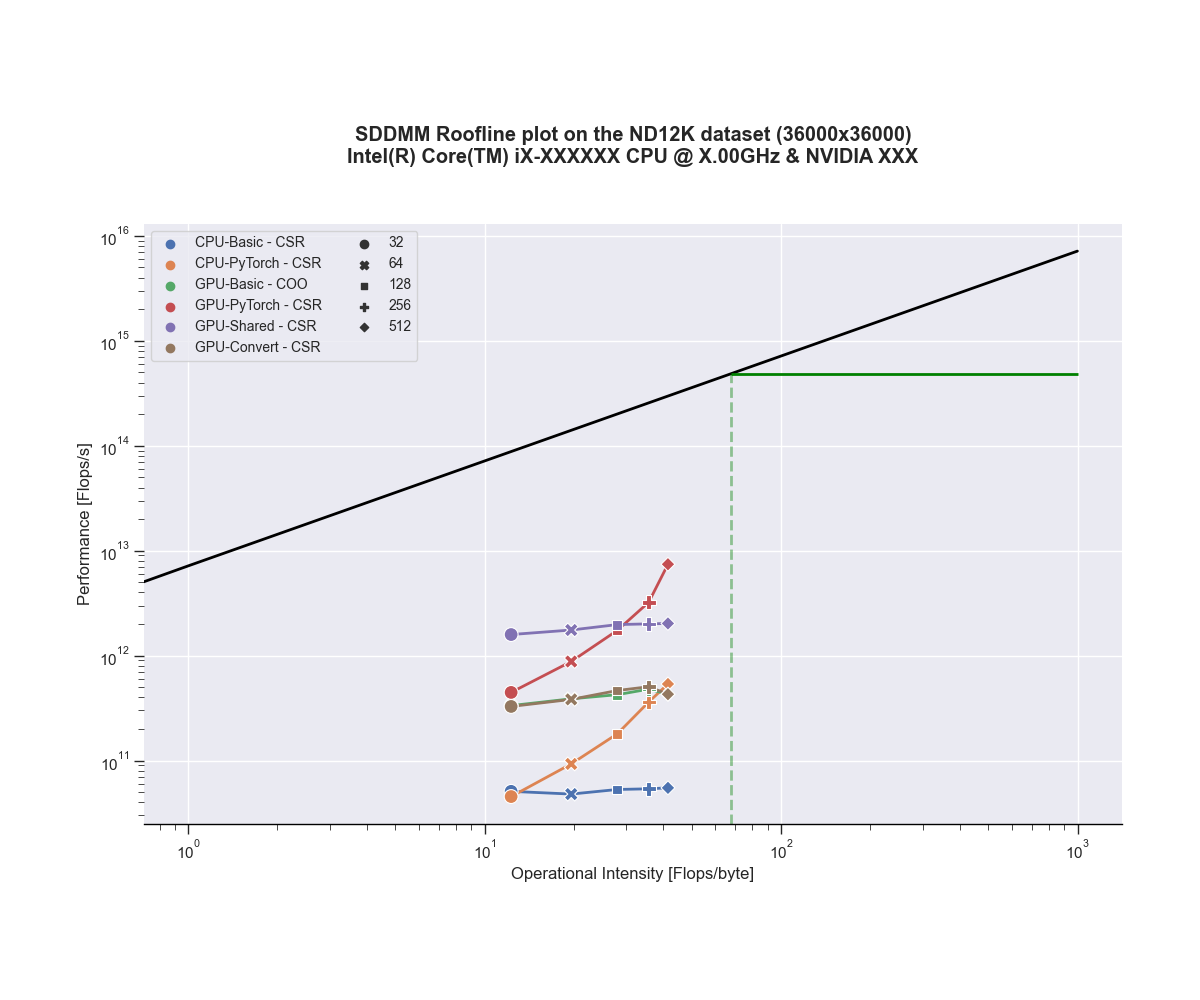 SDDMM Roofline plot on the ND12K dataset (36000x36000)
Intel(R) Core(TM) iX-XXXXXX CPU @ X.00GHz & NVIDIA XXX
CPU-Basic - CSR
CPU-PyTorch - CSR
GPU-Basic - COO
GPU-PyTorch - CSR
GPU-Shared - CSR
GPU-Convert - CSR
32
64
128
256
512
Performance [Flops/s]
10^16
10^15
10^14
10^13
10^12
10^11
10^0
10^1
10^2
10^3
Operational Intensity [Flops/byte]